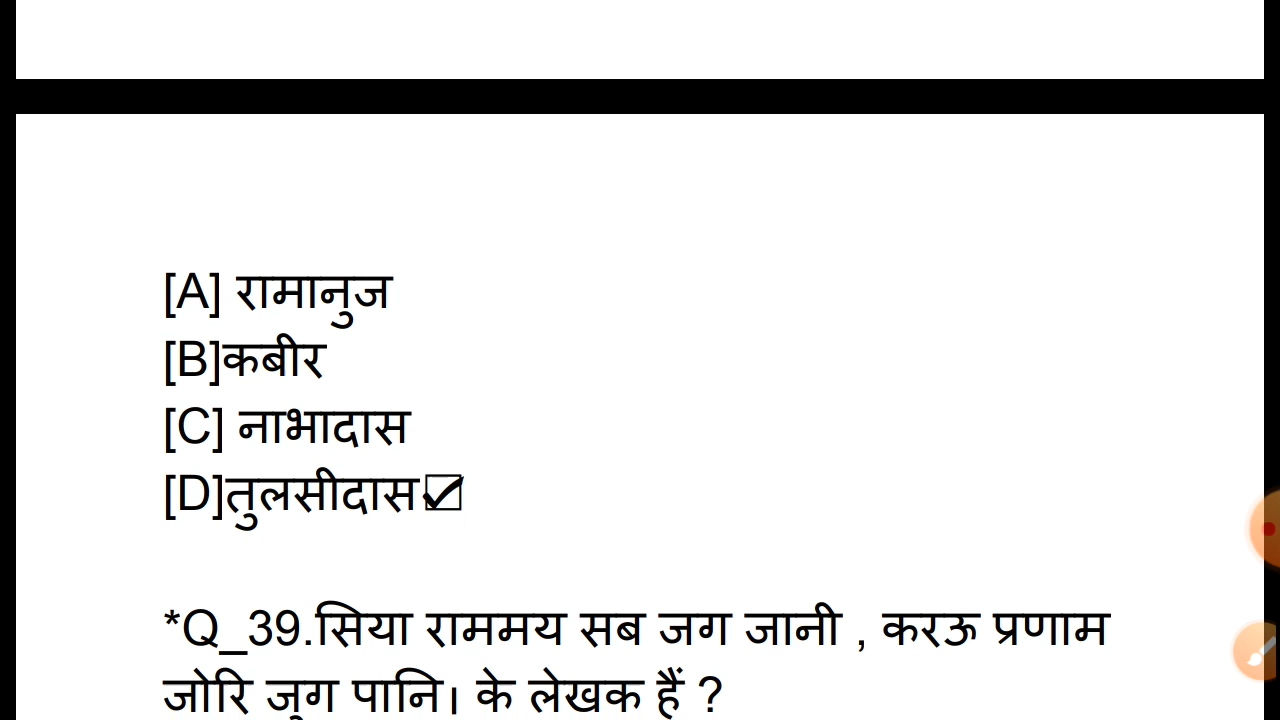 [A] रामानुज
[B]कबीर
[C] नाभादास
[D]तुलसीदास☑
*Q_39.सिया राममय सब जग जानी , करऊ प्रणाम
जोरि जुग पानि। के लेखक हैं ?